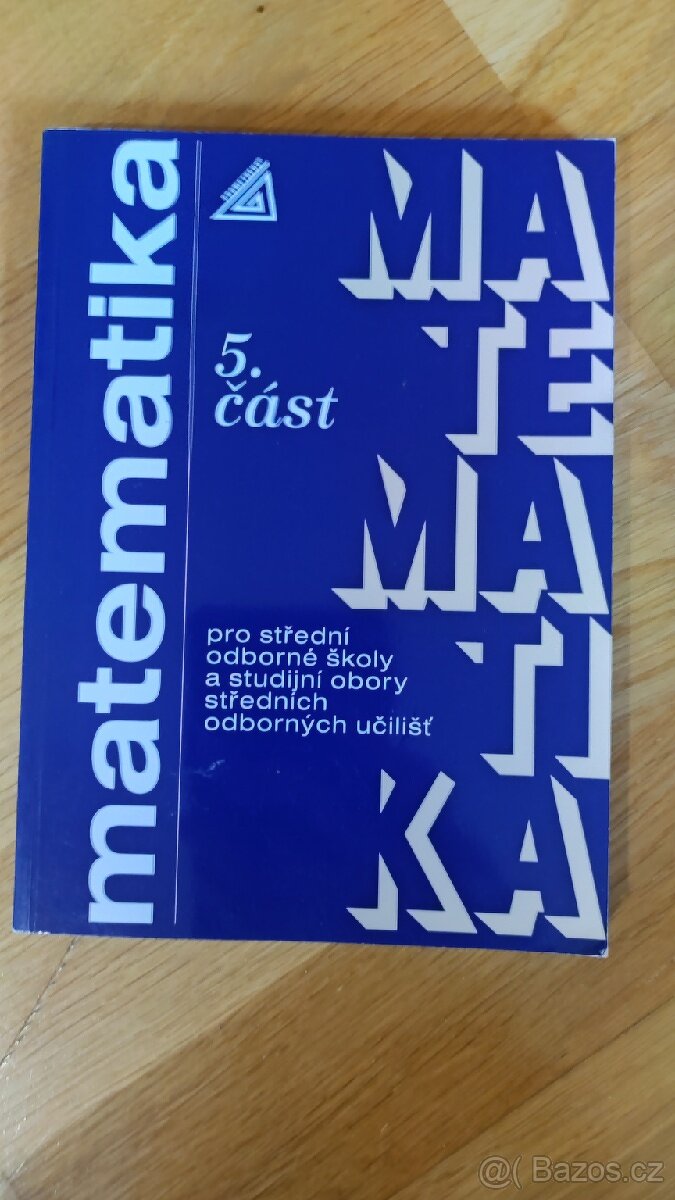 matematika
5.
část
pro střední
odborné školy
a studijní obory
středních
odborných učilišť
MA
TE
MA
TI
KA
@( Bazos.cz